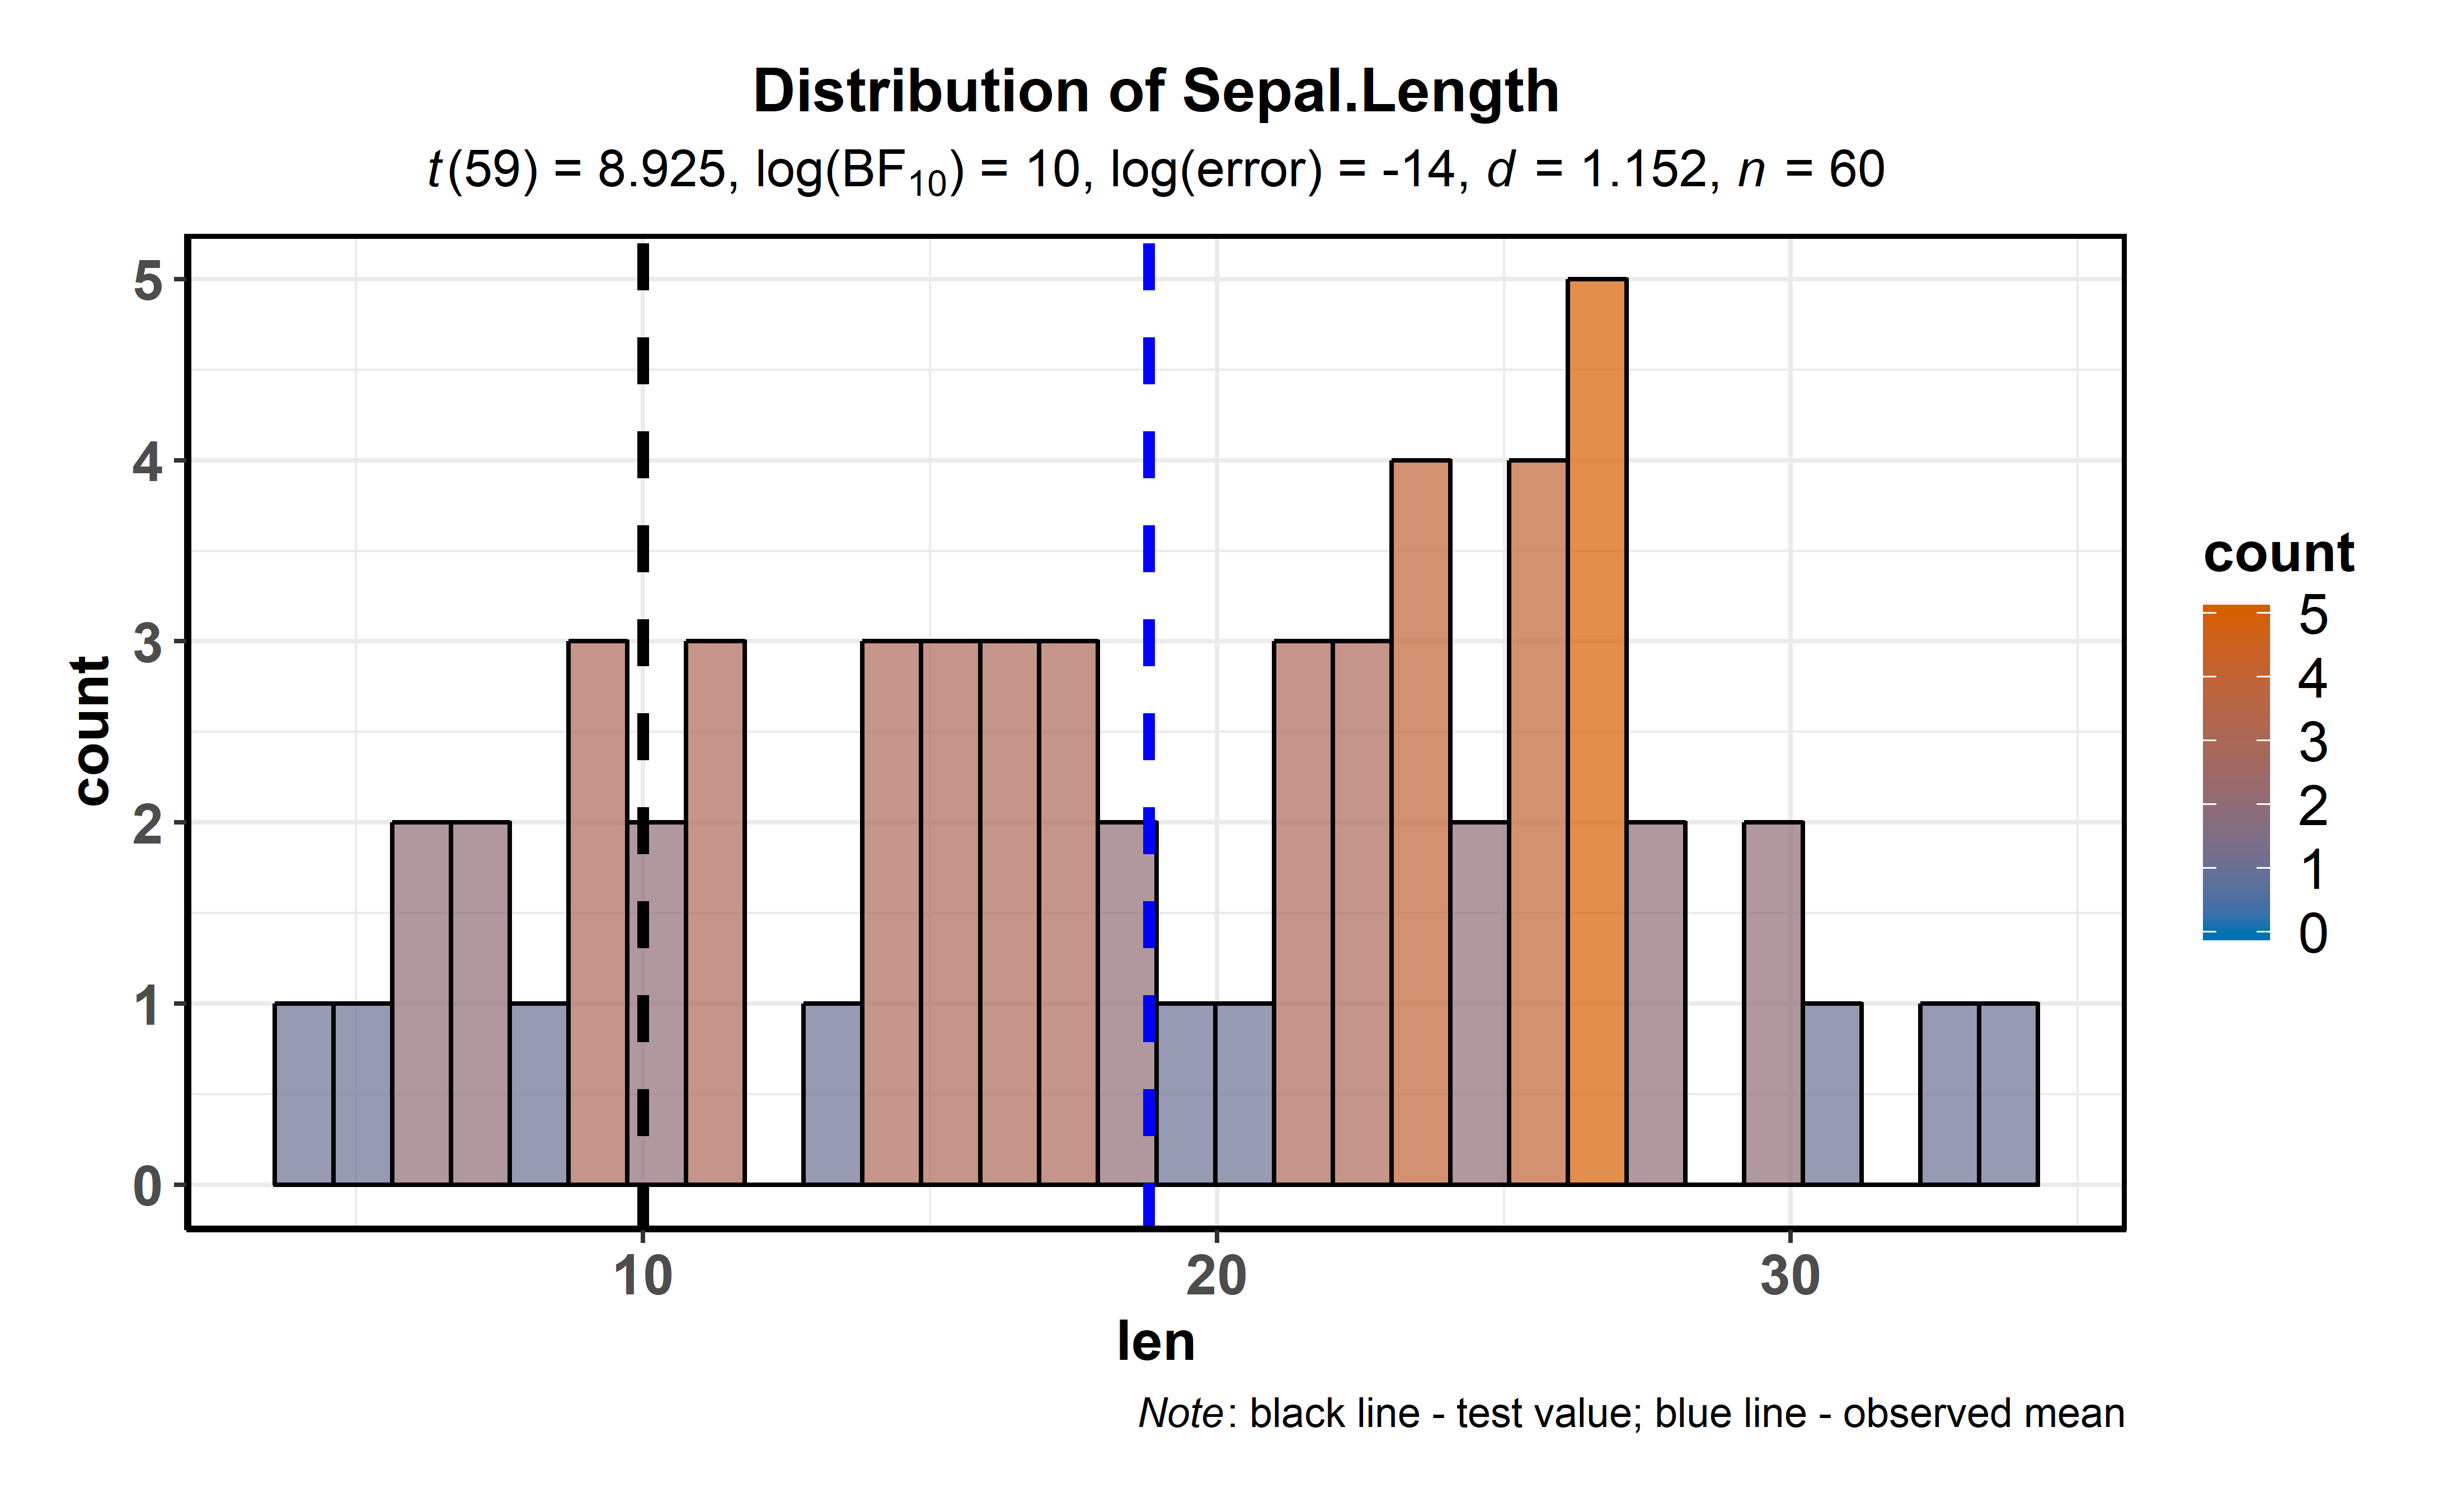 Distribution of Sepal.Length
t(59) = 8.925, log(BF₁₀) = 10, log(error) = -14, d = 1.152, n = 60
5
4
3
2
1
0
count
10
20
30
len
count
5
4
3
2
1
0
Note: black line - test value; blue line - observed mean